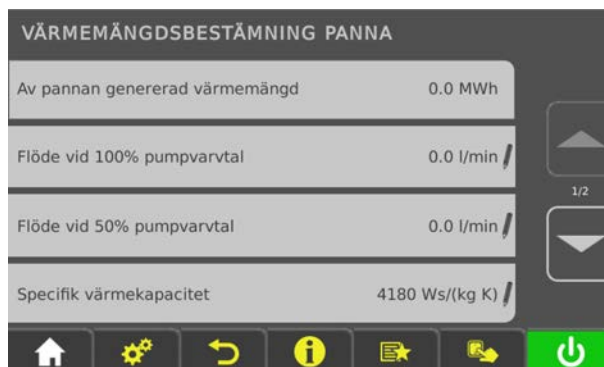 VÄRMEMÄNGDSBESTÄMNING PANNA
Av pannan genererad värmemängd 0.0 MWh
Flöde vid 100% pumpvarvtal 0.0 l/min
1/2
Flöde vid 50% pumpvarvtal 0.0 l/min
Specifik värmekapacitet 4180 Ws/(kg K)